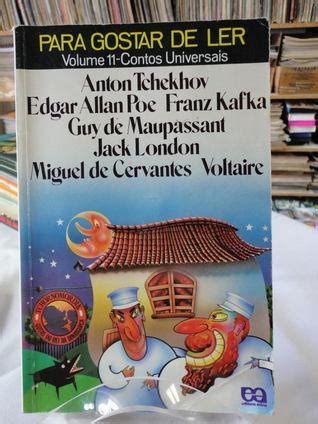 PARA GOSTAR DE LER
Volume 11-Contos Universais
Anton Tchekhov
Edgar Allan Poe Franz Kafka
Guy de Maupassant
Jack London
Miguel de Cervantes Voltaire
ea
editora ática